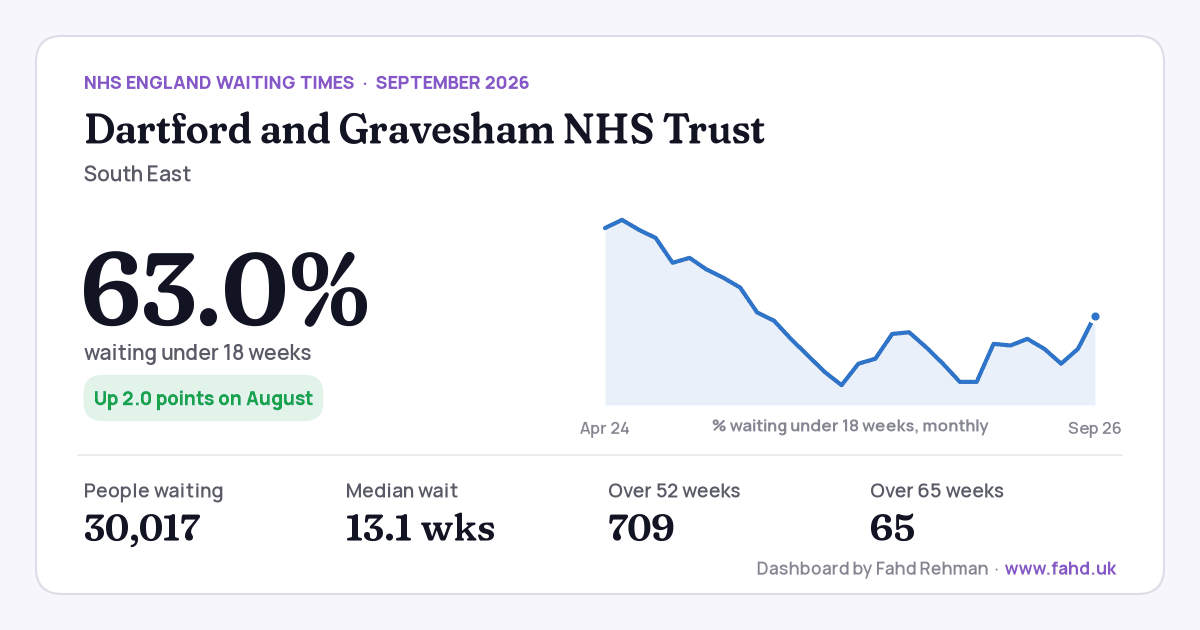 NHS ENGLAND WAITING TIMES · SEPTEMBER 2026
Dartford and Gravesham NHS Trust
South East
63.0%
waiting under 18 weeks
Up 2.0 points on August
Apr 24
% waiting under 18 weeks, monthly
Sep 26
People waiting
30,017
Median wait
13.1 wks
Over 52 weeks
709
Over 65 weeks
65
Dashboard by Fahd Rehman · www.fahd.uk